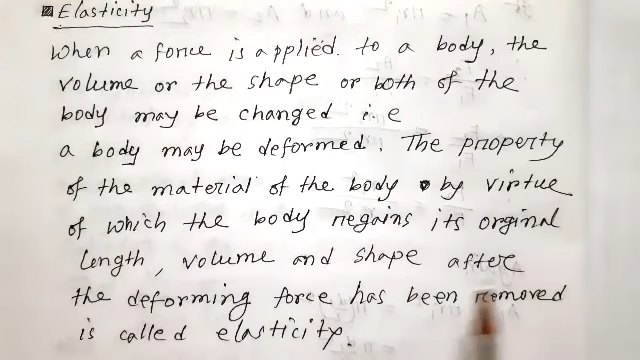 Elasticity
When a force is applied. to a body, the
volume or the shape or both of the
body may be changed i.e
a body may be deformed. The property
of the material of the body by virtue
of which the body regains its orginal
length, volume and shape after
the deforming force has been removed
is called elasticity.